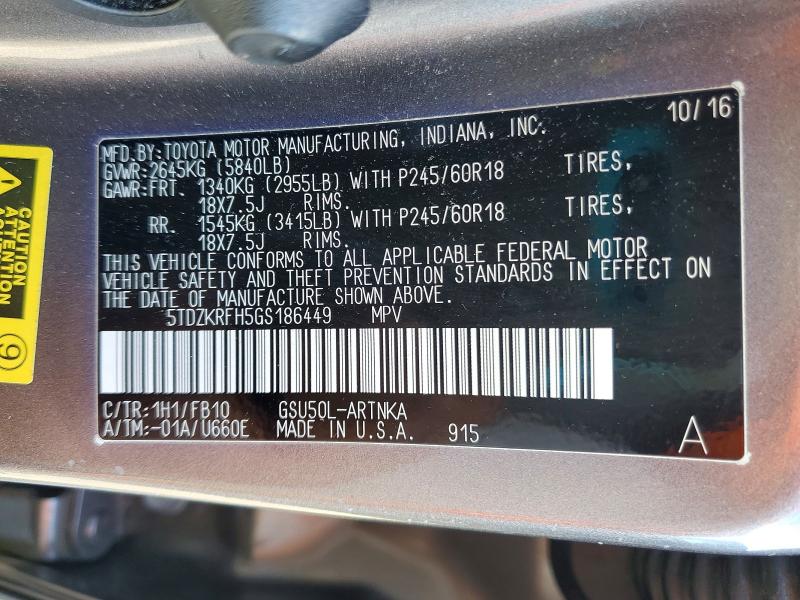 10/16
MFD.BY:TOYOTA MOTOR MANUFACTURING, INDIANA, INC.
GVWR:2645KG (5840LB)
GAWR:FRT. 1340KG (2955LB) WITH P245/60R18 TIRES,
18X7.5J RIMS.
RR. 1545KG (3415LB) WITH P245/60R18 TIRES,
18X7.5J RIMS.
THIS VEHICLE CONFORMS TO ALL APPLICABLE FEDERAL MOTOR
VEHICLE SAFETY AND THEFT PREVENTION STANDARDS IN EFFECT ON
THE DATE OF MANUFACTURE SHOWN ABOVE.
5TDZKRFH5GS186449 MPV
C/TR:1H1/FB10 GSU50L-ARTNKA
A/TM:-01A/U660E MADE IN U.S.A. 915
A
CAUTION
ATTENTION
9